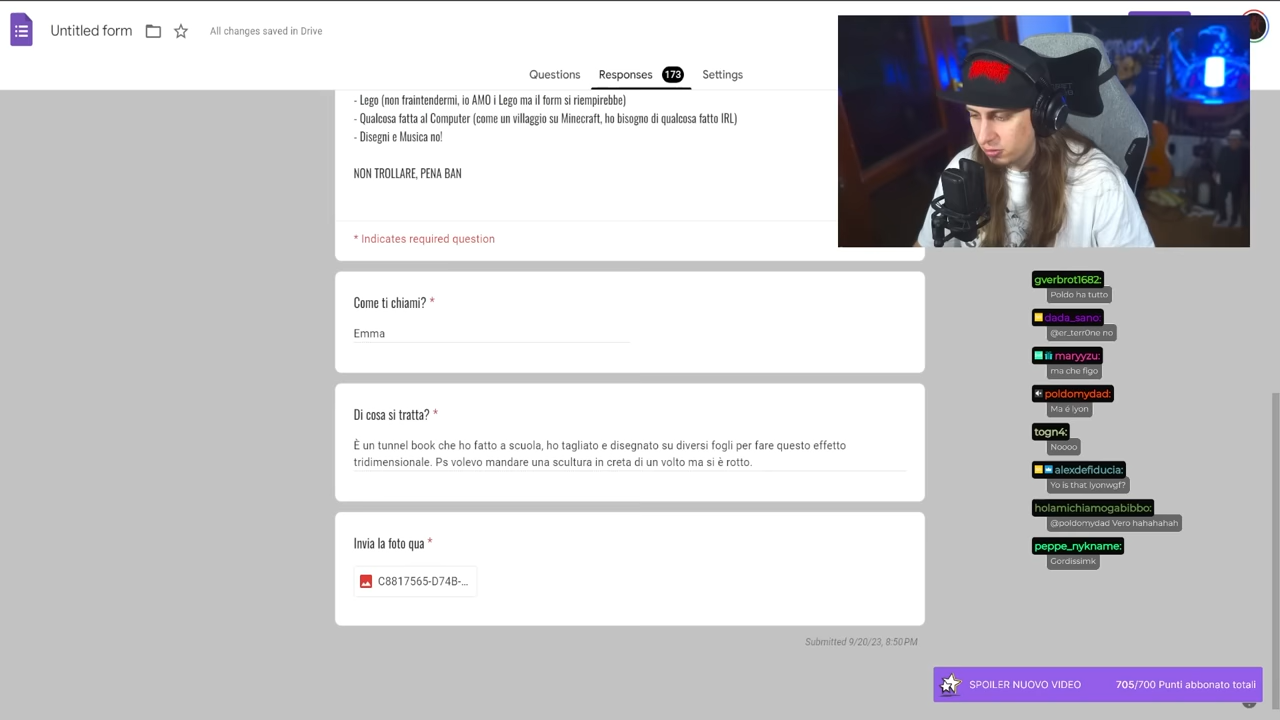 Untitled form
All changes saved in Drive
Questions
Responses 173
Settings
- Lego (non fraintendermi, io AMO i Lego ma il form si riempirebbe)
- Qualcosa fatta al Computer (come un villaggio su Minecraft, ho bisogno di qualcosa fatto IRL)
- Disegni e Musica no!
NON TROLLARE, PENA BAN
* Indicates required question
Come ti chiami? *
Emma
Di cosa si tratta? *
È un tunnel book che ho fatto a scuola, ho tagliato e disegnato su diversi fogli per fare questo effetto
tridimensionale. Ps volevo mandare una scultura in creta di un volto ma si è rotto.
Invia la foto qua *
C8817565-D74B-...
Submitted 9/20/23, 8:50 PM
gverbrot1682:
Poldo ha tutto
dada_sano:
@er_terr0ne no
maryyzu:
ma che figo
poldomydad:
Ma é lyon
togn4:
Noooo
alexdefiducia:
Yo is that lyonwgf?
holamichiamogabibbo:
@poldomydad Vero hahahahah
peppe_nykname:
Gordissimk
SPOILER NUOVO VIDEO
705/700 Punti abbonato totali